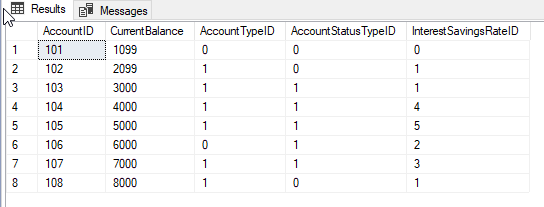 Results Messages
AccountID CurrentBalance AccountTypeID AccountStatusTypeID InterestSavingsRateID
1 101 1099 0 0 0
2 102 2099 1 0 1
3 103 3000 1 1 1
4 104 4000 1 1 4
5 105 5000 1 1 5
6 106 6000 0 1 2
7 107 7000 1 1 3
8 108 8000 1 0 1